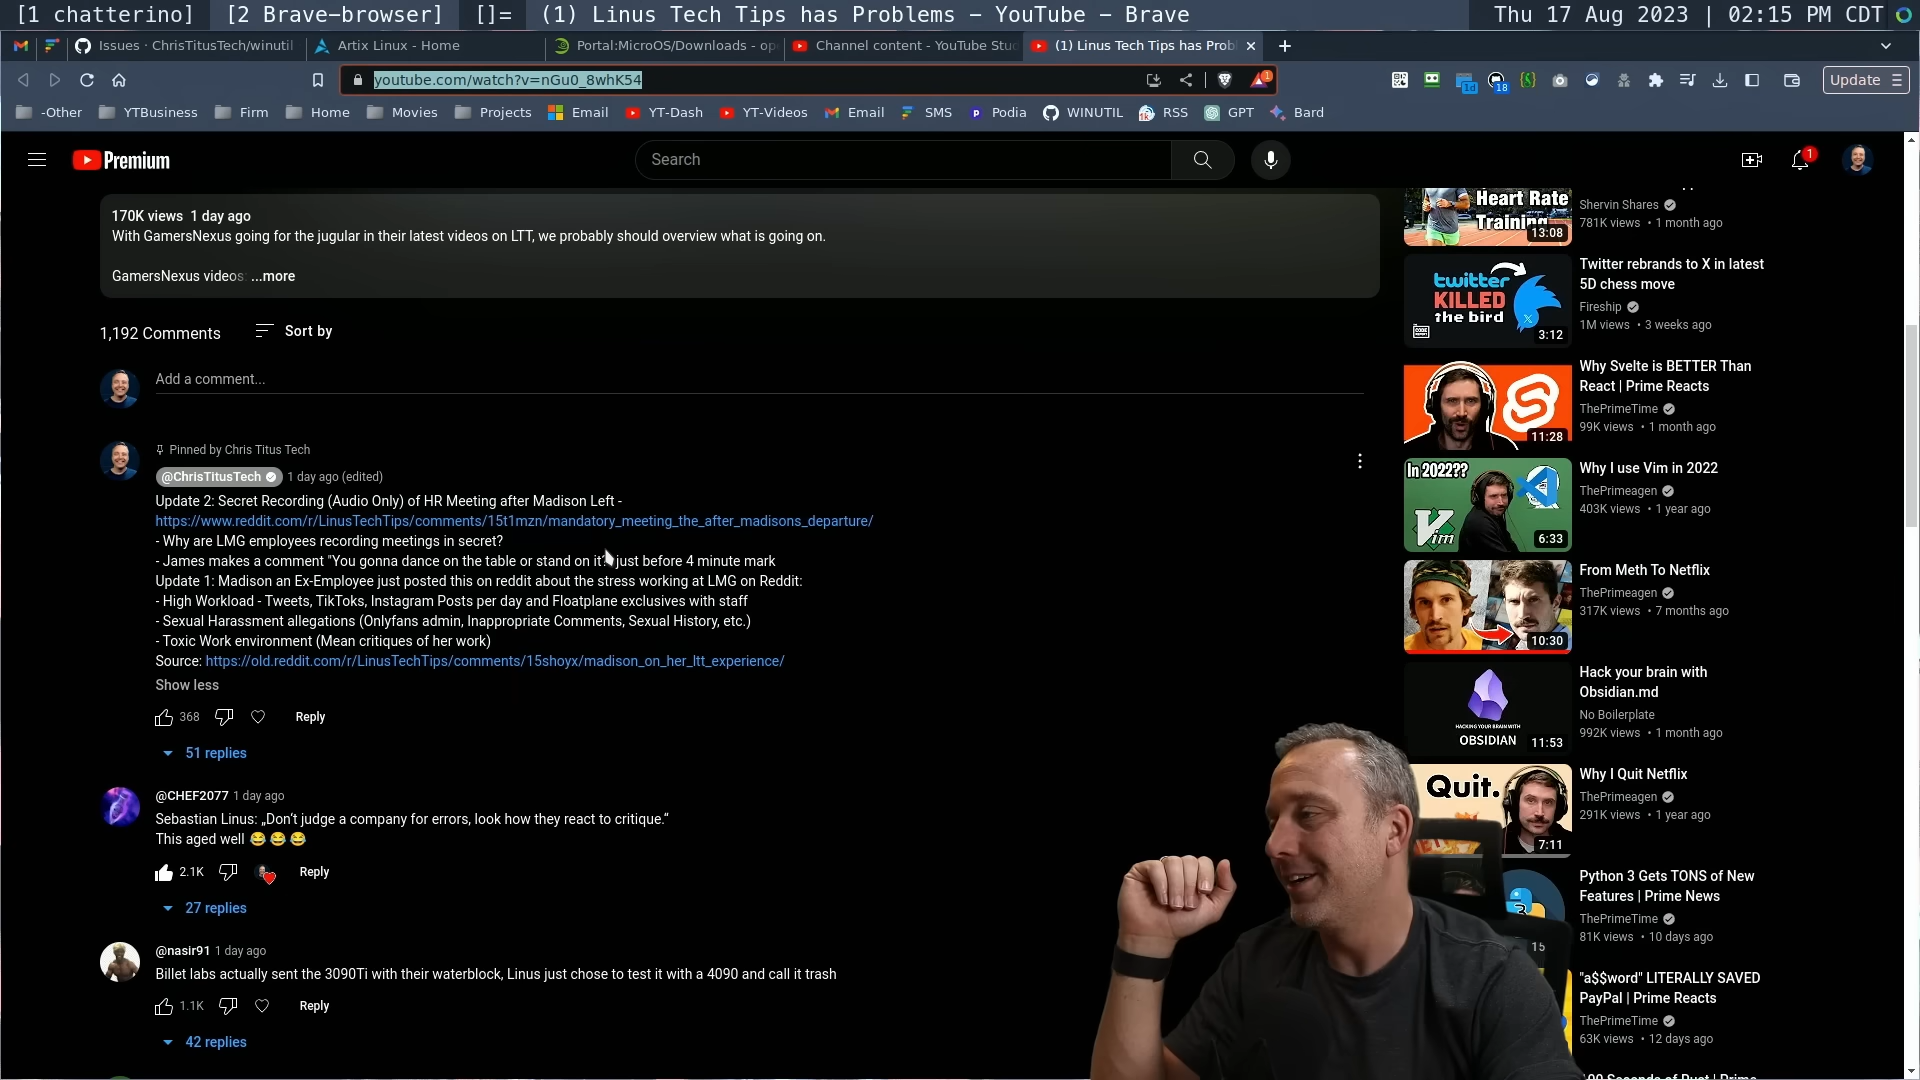 [1 chatterino] [2 Brave-browser] []= (1) Linus Tech Tips has Problems - YouTube - Brave Thu 17 Aug 2023 | 02:15 PM CDT
Issues · ChrisTitusTech/winutil Artix Linux - Home Portal:MicroOS/Downloads - op Channel content - YouTube Stu (1) Linus Tech Tips has Prob
youtube.com/watch?v=nGu0_8whK54 1 1d 18 Update
-Other YTBusiness Firm Home Movies Projects Email YT-Dash YT-Videos Email SMS Podia WINUTIL RSS GPT Bard
Premium Search 1
170K views 1 day ago
With GamersNexus going for the jugular in their latest videos on LTT, we probably should overview what is going on.
GamersNexus videos: ...more
1,192 Comments Sort by
Add a comment...
Pinned by Chris Titus Tech
@ChrisTitusTech 1 day ago (edited)
Update 2: Secret Recording (Audio Only) of HR Meeting after Madison Left -
https://www.reddit.com/r/LinusTechTips/comments/15t1mzn/mandatory_meeting_the_after_madisons_departure/
- Why are LMG employees recording meetings in secret?
- James makes a comment "You gonna dance on the table or stand on it? just before 4 minute mark
Update 1: Madison an Ex-Employee just posted this on reddit about the stress working at LMG on Reddit:
- High Workload - Tweets, TikToks, Instagram Posts per day and Floatplane exclusives with staff
- Sexual Harassment allegations (Onlyfans admin, Inappropriate Comments, Sexual History, etc.)
- Toxic Work environment (Mean critiques of her work)
Source: https://old.reddit.com/r/LinusTechTips/comments/15shoyx/madison_on_her_ltt_experience/
Show less
368 Reply
51 replies
@CHEF2077 1 day ago
Sebastian Linus: „Don't judge a company for errors, look how they react to critique.“
This aged well 😂😂😂
2.1K Reply
27 replies
@nasir91 1 day ago
Billet labs actually sent the 3090Ti with their waterblock, Linus just chose to test it with a 4090 and call it trash
1.1K Reply
42 replies
Heart Rate
Training
13:08
Shervin Shares
781K views • 1 month ago
twitter
KILLED
the bird
CODE REPORT
3:12
Twitter rebrands to X in latest
5D chess move
Fireship
1M views • 3 weeks ago
11:28
Why Svelte is BETTER Than
React | Prime Reacts
ThePrimeTime
99K views • 1 month ago
In 2022??
Vim
6:33
Why I use Vim in 2022
ThePrimeagen
403K views • 1 year ago
10:30
From Meth To Netflix
ThePrimeagen
317K views • 7 months ago
HACKING YOUR BRAIN WITH
OBSIDIAN
11:53
Hack your brain with
Obsidian.md
No Boilerplate
992K views • 1 month ago
Quit.
7:11
Why I Quit Netflix
ThePrimeagen
291K views • 1 year ago
15
Python 3 Gets TONS of New
Features | Prime News
ThePrimeTime
81K views • 10 days ago
"a$$word" LITERALLY SAVED
PayPal | Prime Reacts
ThePrimeTime
63K views • 12 days ago